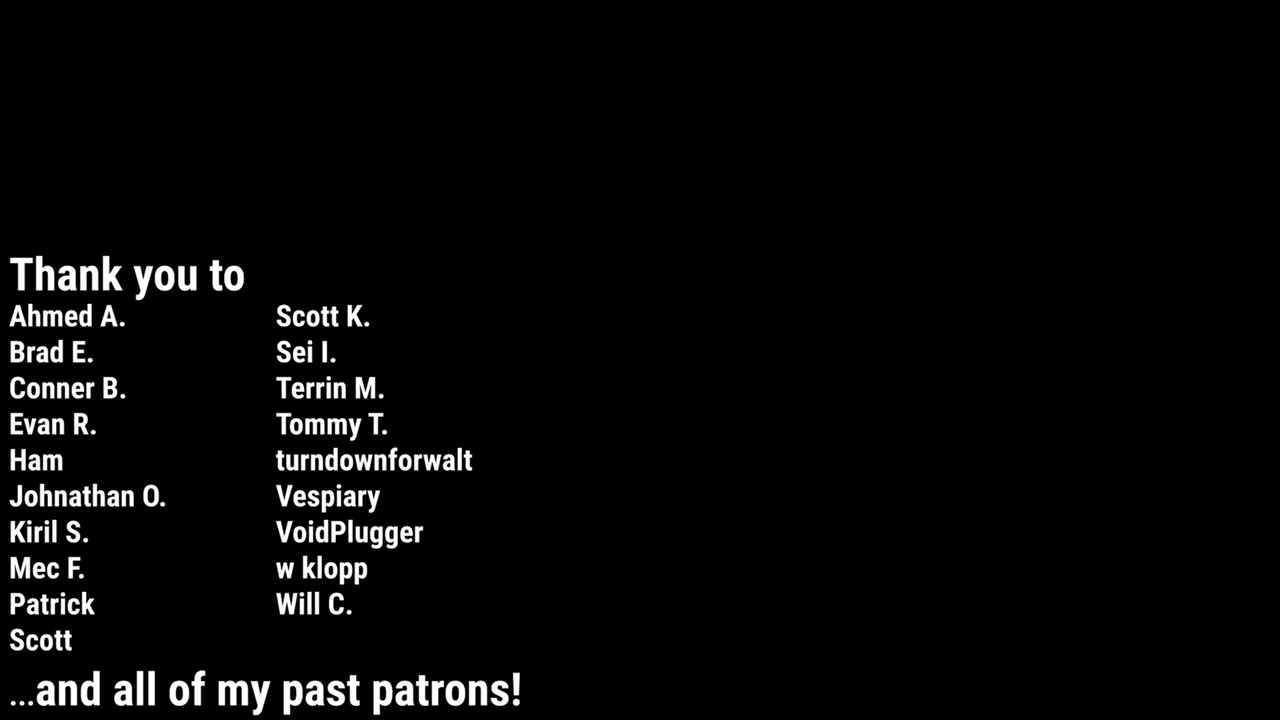 Thank you to
Ahmed A.
Brad E.
Conner B.
Evan R.
Ham
Johnathan O.
Kiril S.
Mec F.
Patrick
Scott
Scott K.
Sei I.
Terrin M.
Tommy T.
turndownforwalt
Vespiary
VoidPlugger
w klopp
Will C.
...and all of my past patrons!